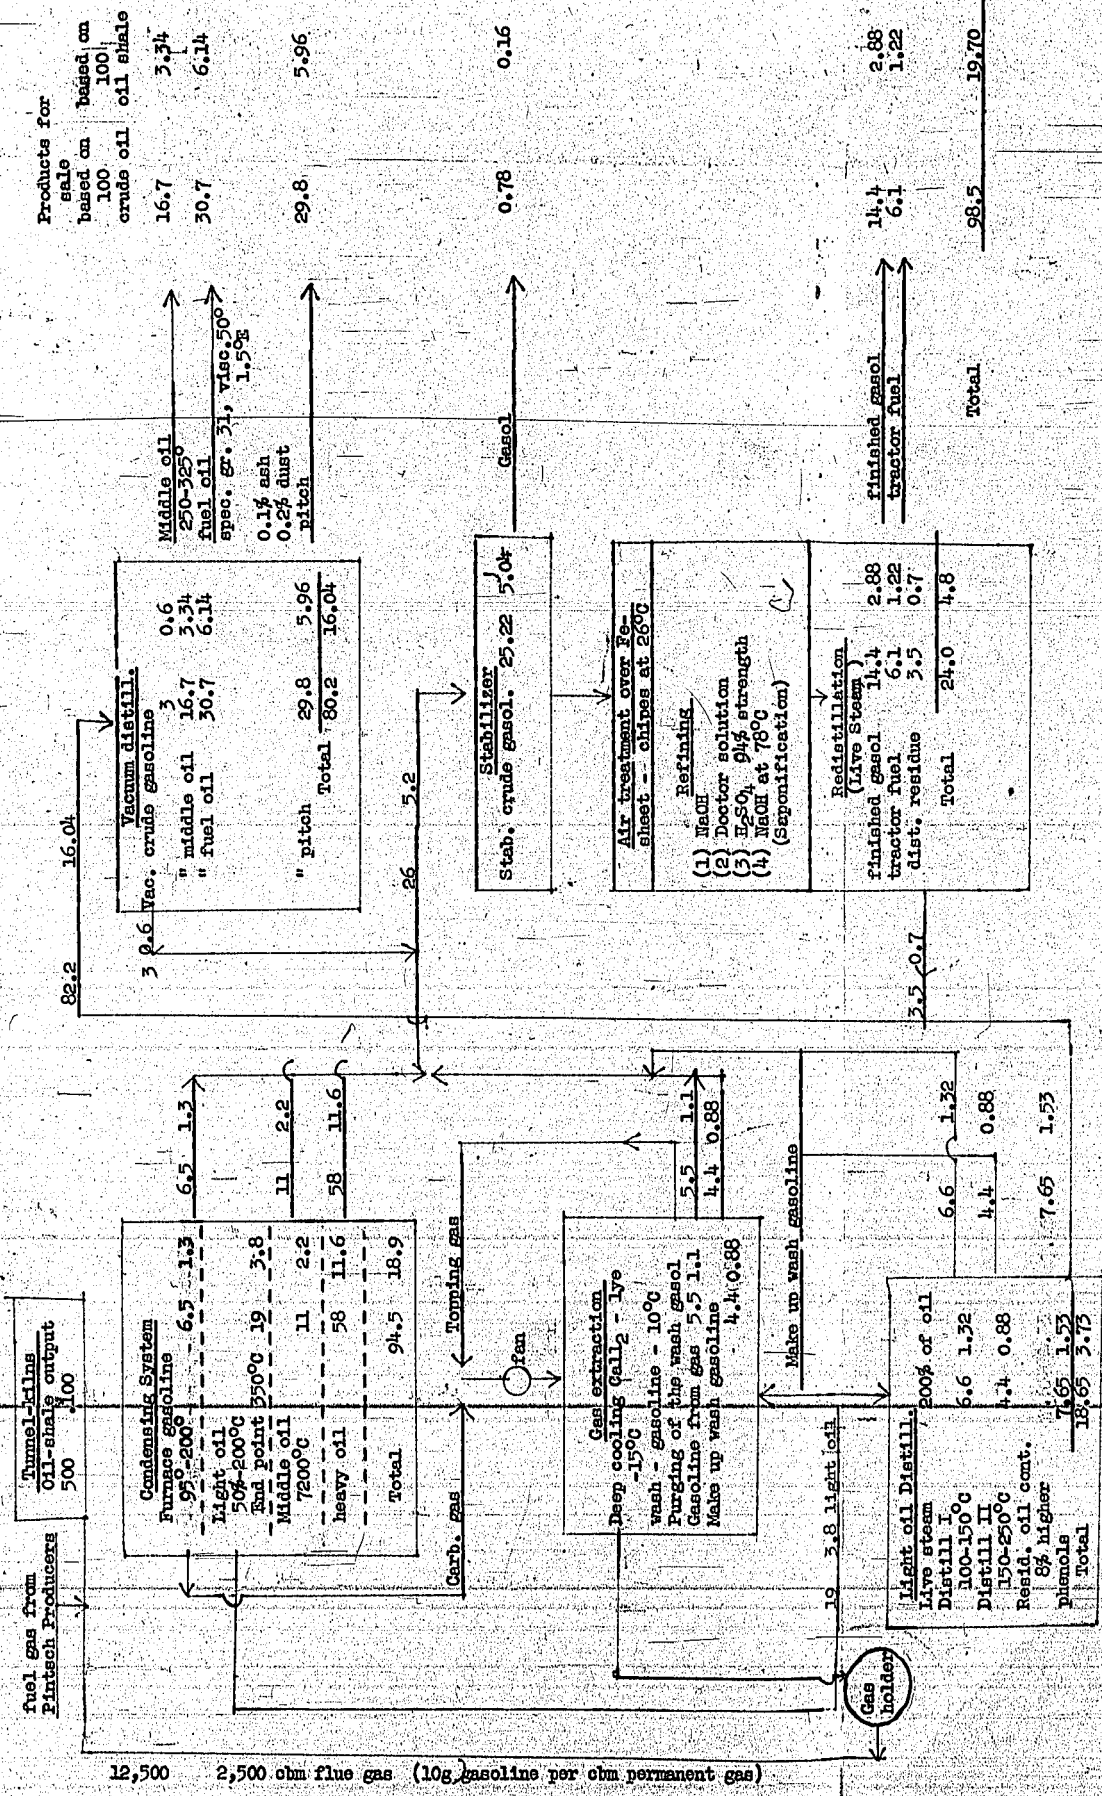 fuel gas from
Pintsch Producers
Tunnel-kilns
Oil-shale output
500 100
12,500 2,500 cbm flue gas (10g gasoline per cbm permanent gas)
Condensing System
Furnace gasoline
95°-200° 6.5 1.3
Light oil
50%-200°C
End point 350°C 19 3.8
Middle oil
7200°C 11 2.2
heavy oil 58 11.6
Total 94.5 18.9
6.5 1.3
11 2.2
58 11.6
Carb. gas
Topping gas
fan
Gas extraction
Deep cooling Call2 - lye
-15°C
wash - gasoline - 10°C
Purging of the wash gasol
Gasoline from gas 5.5 1.1
Make up wash gasoline
4.4 0.88
5.5 1.1
4.4 0.88
19 3.8 light oil
Make up wash gasoline
Gas
holder
Light oil Distill.
Live steam 200% of oil
Distill I
100-150°C 6.6 1.32
Distill II
150-250°C 4.4 0.88
Resid. oil cont.
8% higher
phenols 7.65 1.53
Total 18.65 3.73
6.6 1.32
4.4 0.88
7.65 1.53
82.2 16.04
3 0.6
Vacuum distill.
Vac. crude gasoline 3 0.6
" middle oil 16.7 3.34
" fuel oil 30.7 6.14
" pitch 29.8 5.96
Total 80.2 16.04
26 5.2
Stabilizer
Stab. crude gasol. 25.22 5.04
Air treatment over Fe-
sheet -- chipes at 26°C
Refining
(1) NaOH
(2) Doctor solution
(3) H2SO4 94% strength
(4) NaOH at 78°C
(Saponification)
Redistillation
(Live Steam)
finished gasol 14.4 2.88
tractor fuel 6.1 1.22
dist. residue 3.5 0.7
Total 24.0 4.8
3.5 0.7
Middle oil
250-325°
fuel oil
spec. gr. 31, visc.50°
1.5°E
0.1% ash
0.2% dust
pitch
Gasol
finished gasol
tractor fuel
Total
Products for
sale
based on based on
100 100
crude oil oil shale
16.7 3.34
30.7 6.14
29.8 5.96
0.78 0.16
14.4 2.88
6.1 1.22
98.5 19.70